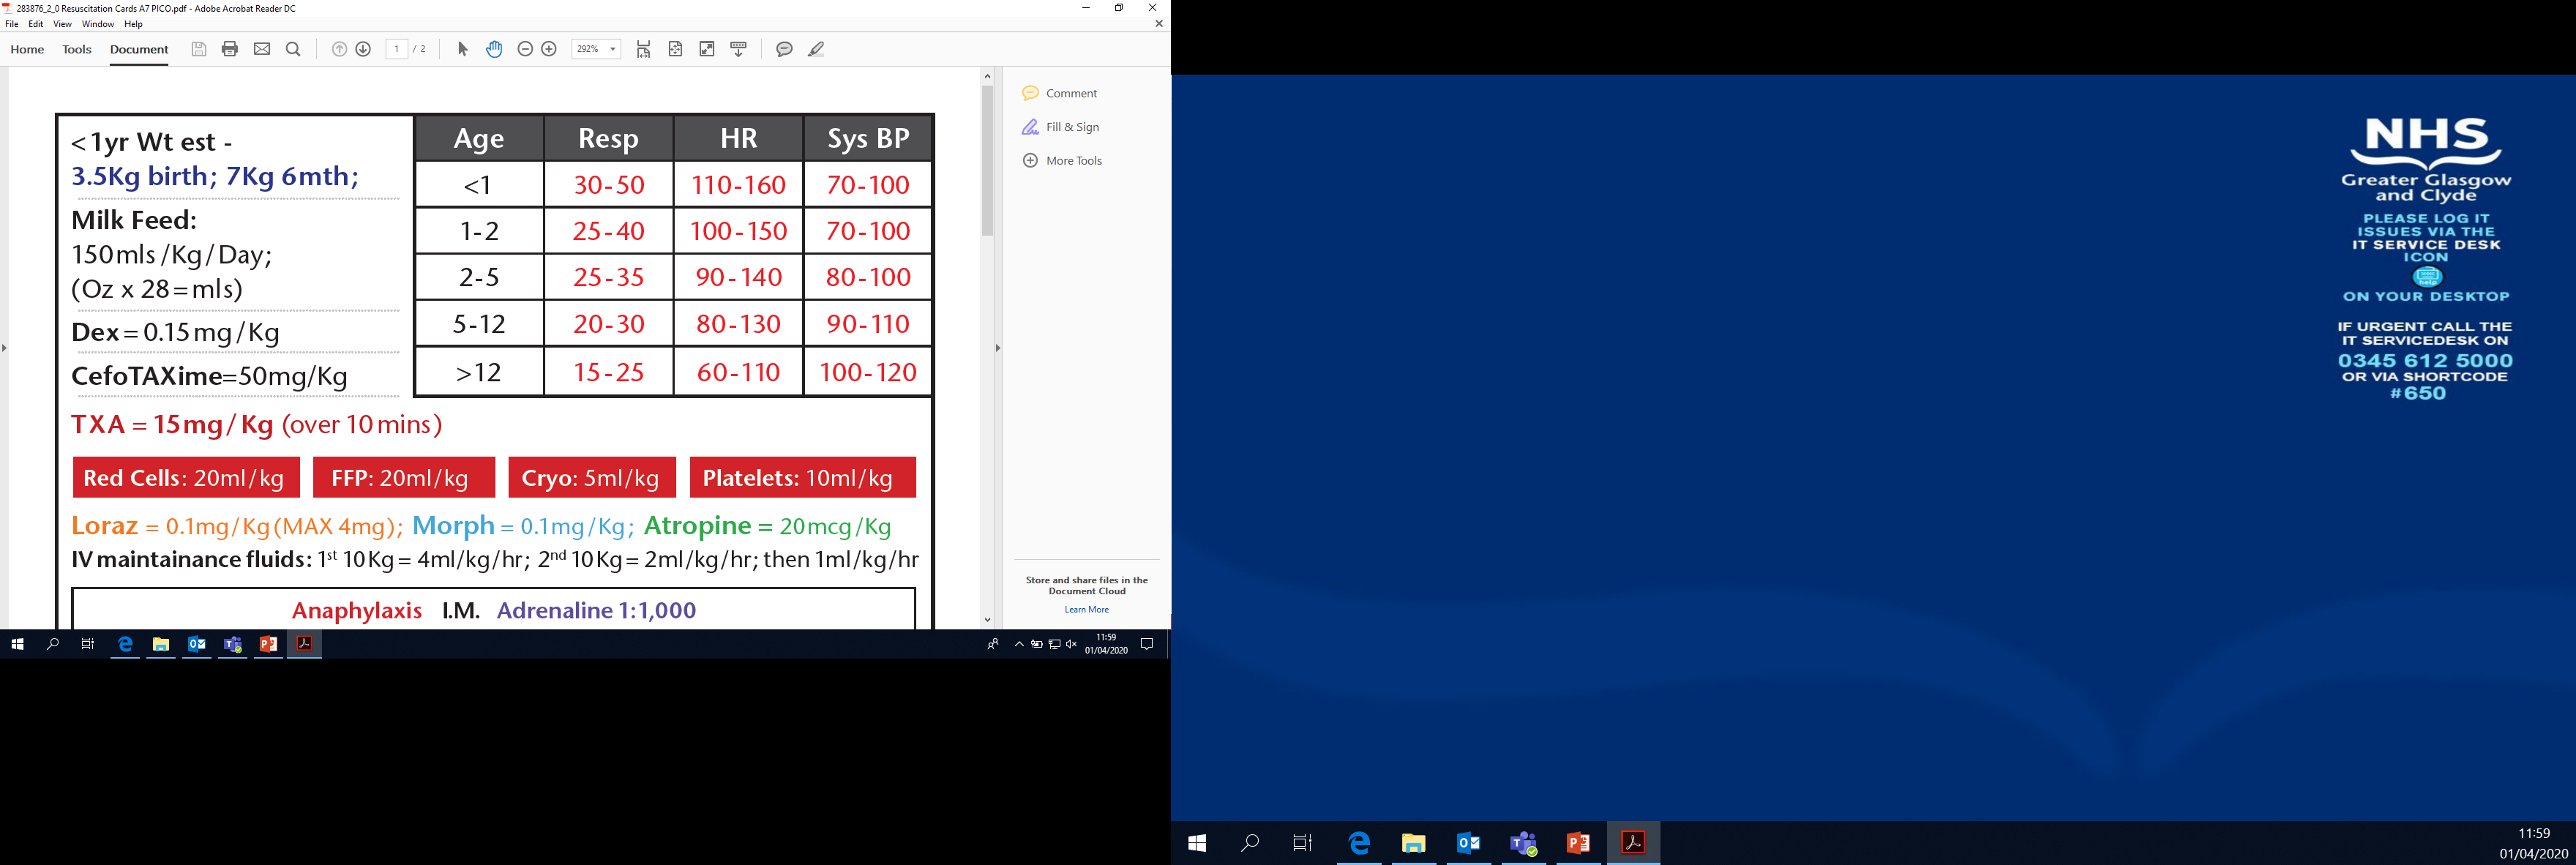 283876_2_0 Resuscitation Cards A7 PICO.pdf - Adobe Acrobat Reader DC
File Edit View Window Help
Home Tools Document 1 / 2 292%
Comment
Fill & Sign
More Tools
<1yr Wt est -
3.5Kg birth; 7Kg 6mth;
Milk Feed:
150mls/Kg/Day;
(Oz x 28=mls)
Dex = 0.15mg/Kg
CefoTAXime=50mg/Kg
Age Resp HR Sys BP
<1 30-50 110-160 70-100
1-2 25-40 100-150 70-100
2-5 25-35 90-140 80-100
5-12 20-30 80-130 90-110
>12 15-25 60-110 100-120
TXA = 15mg/Kg (over 10 mins)
Red Cells: 20ml/kg FFP: 20ml/kg Cryo: 5ml/kg Platelets: 10ml/kg
Loraz = 0.1mg/Kg(MAX 4mg); Morph = 0.1mg/Kg; Atropine = 20mcg/Kg
IV maintainance fluids: 1st 10Kg= 4ml/kg/hr; 2nd 10Kg= 2ml/kg/hr; then 1ml/kg/hr
Anaphylaxis I.M. Adrenaline 1:1,000
Store and share files in the
Document Cloud
Learn More
11:59
01/04/2020
NHS
Greater Glasgow
and Clyde
PLEASE LOG IT
ISSUES VIA THE
IT SERVICE DESK
ICON
help
ON YOUR DESKTOP
IF URGENT CALL THE
IT SERVICEDESK ON
0345 612 5000
OR VIA SHORTCODE
#650
11:59
01/04/2020